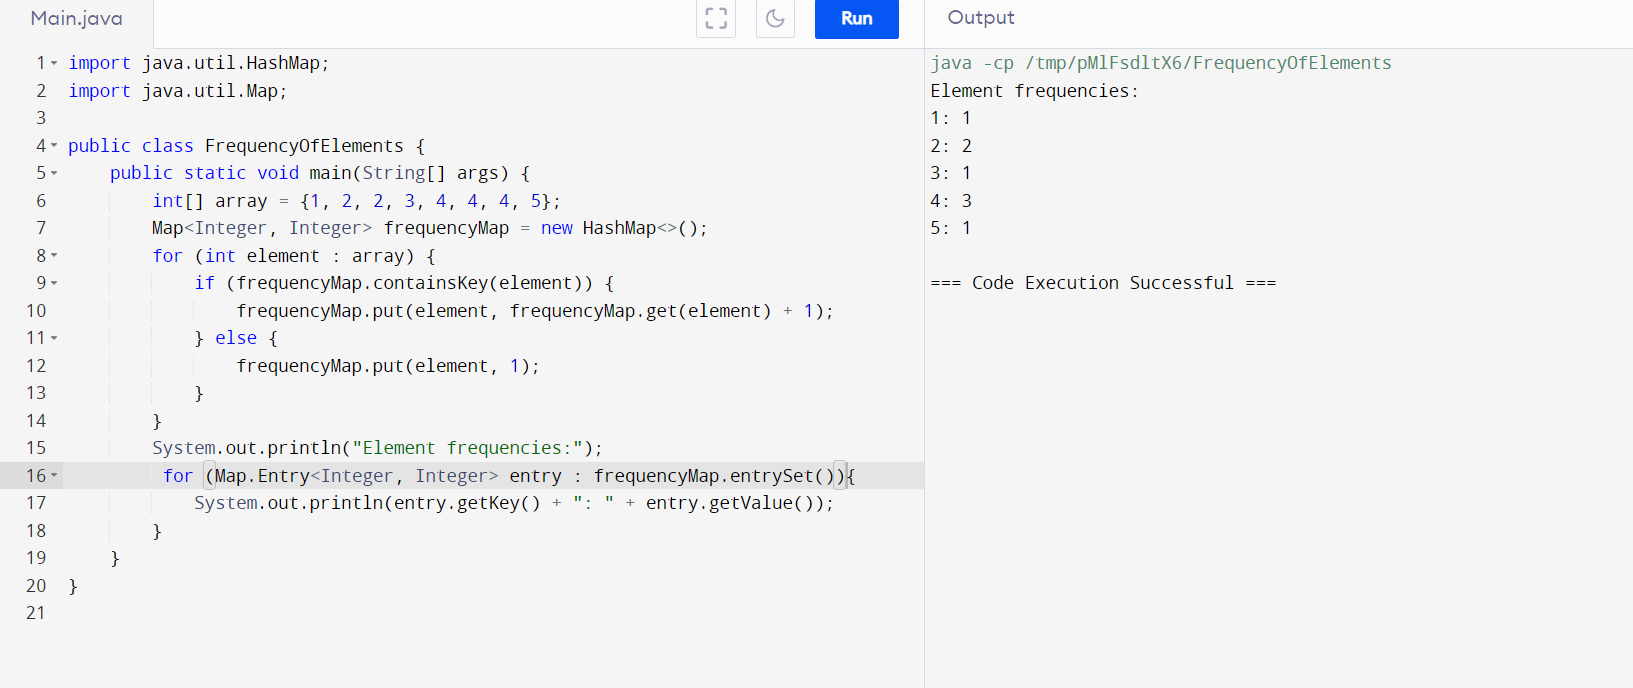 Main.java
Run
1 import java.util.HashMap;
2 import java.util.Map;
3
4 public class FrequencyOfElements {
5     public static void main(String[] args) {
6         int[] array = {1, 2, 2, 3, 4, 4, 4, 5};
7         Map<Integer, Integer> frequencyMap = new HashMap<>();
8         for (int element : array) {
9             if (frequencyMap.containsKey(element)) {
10                 frequencyMap.put(element, frequencyMap.get(element) + 1);
11             } else {
12                 frequencyMap.put(element, 1);
13             }
14         }
15         System.out.println("Element frequencies:");
16          for (Map.Entry<Integer, Integer> entry : frequencyMap.entrySet()){
17             System.out.println(entry.getKey() + ": " + entry.getValue());
18         }
19     }
20 }
21
Output
java -cp /tmp/pMlFsdltX6/FrequencyOfElements
Element frequencies:
1: 1
2: 2
3: 1
4: 3
5: 1
=== Code Execution Successful ===